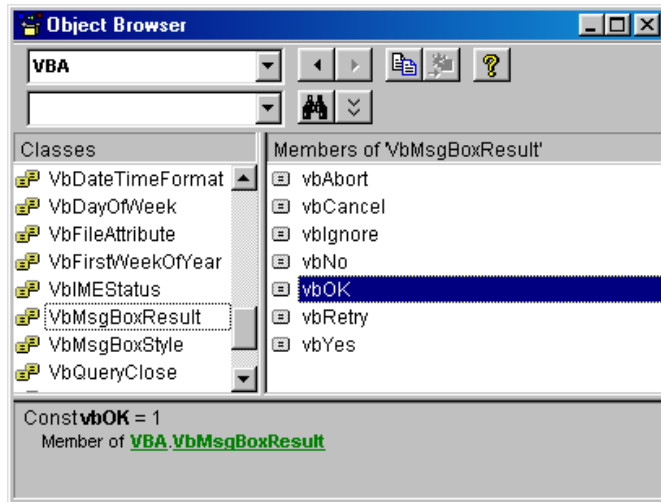 Object Browser
VBA
Classes
Members of 'VbMsgBoxResult'
VbDateTimeFormat
VbDayOfWeek
VbFileAttribute
VbFirstWeekOfYear
VbIMEStatus
VbMsgBoxResult
VbMsgBoxStyle
VbQueryClose
vbAbort
vbCancel
vbIgnore
vbNo
vbOK
vbRetry
vbYes
Const vbOK = 1
Member of VBA.VbMsgBoxResult